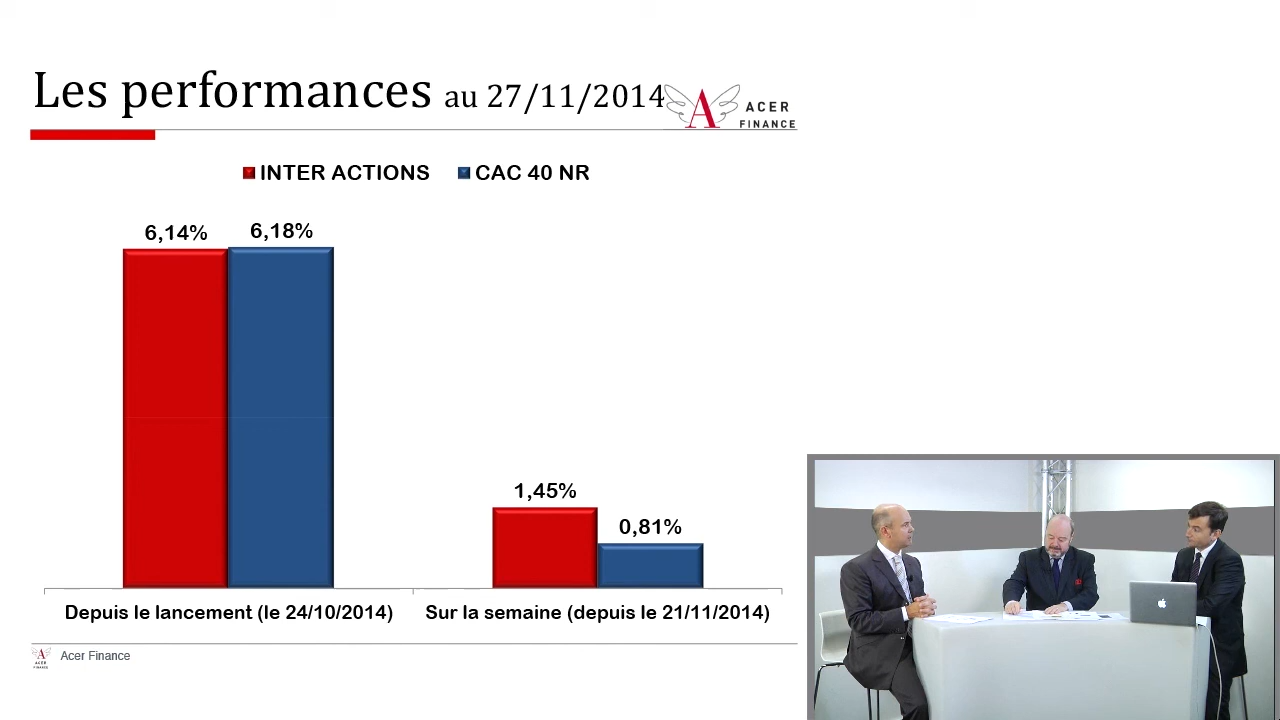 Les performances au 27/11/2014
ACER
FINANCE
INTER ACTIONS CAC 40 NR
6,14% 6,18%
1,45%
0,81%
Depuis le lancement (le 24/10/2014) Sur la semaine (depuis le 21/11/2014)
ACER
FINANCE
Acer Finance